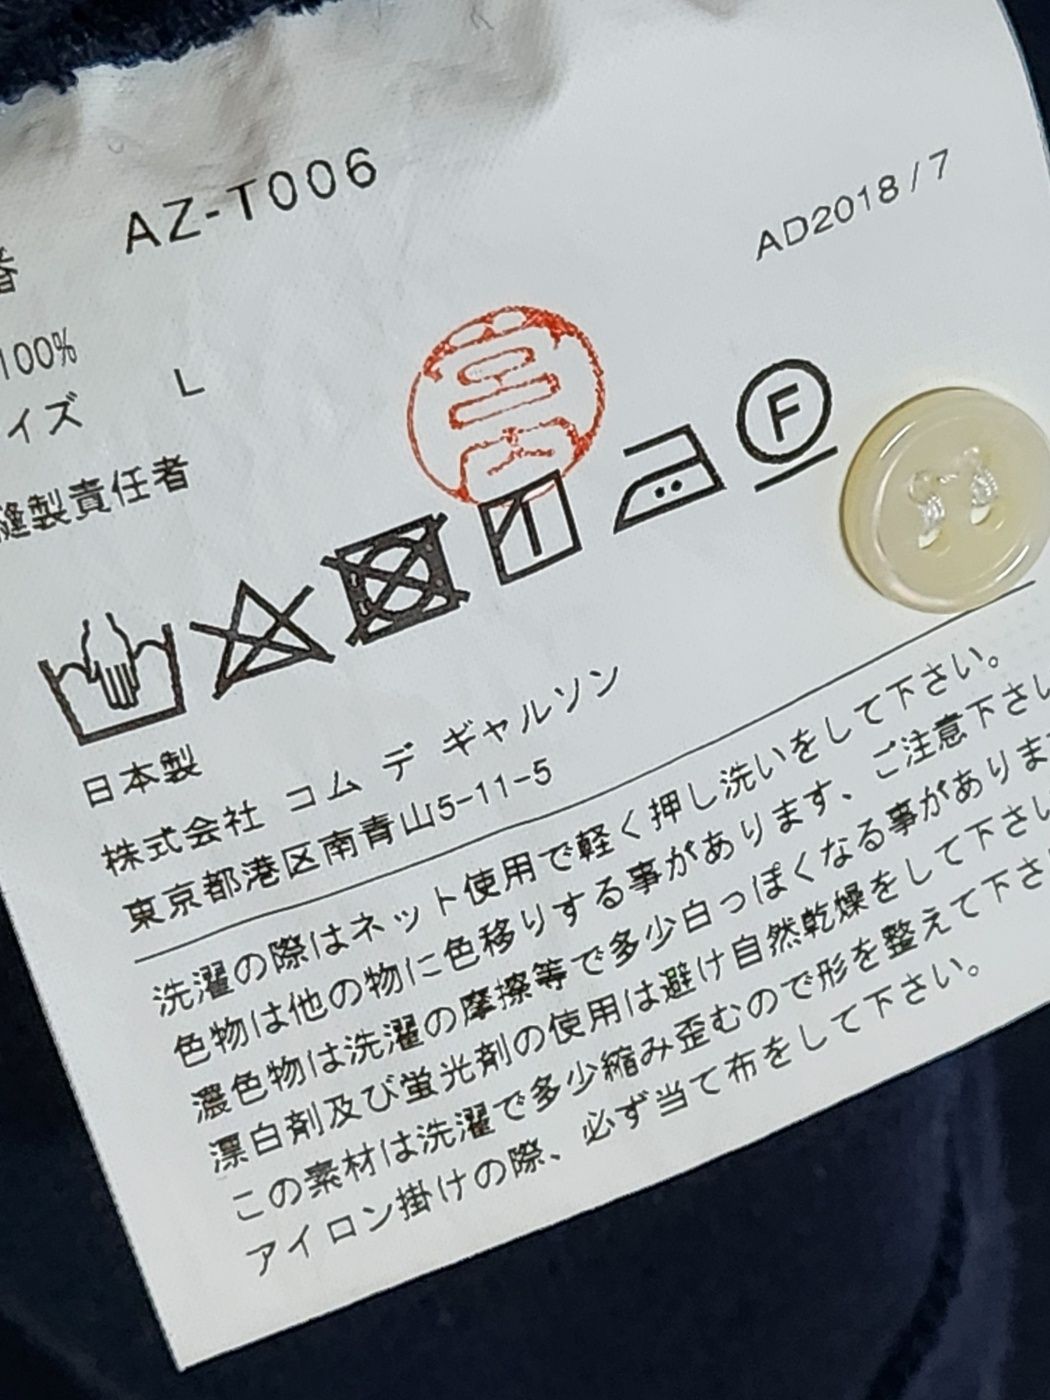 番 AZ-T006
AD2018/7
100%
イズ L
縫製責任者
F
日本製
株式会社 コム デ ギャルソン
東京都港区南青山5-11-5
洗濯の際はネット使用で軽く押し洗いをして下さい。
色物は他の物に色移りする事があります、ご注意下さい
濃色物は洗濯の摩擦等で多少白っぽくなる事がありま
漂白剤及び蛍光剤の使用は避け自然乾燥をして下さい
この素材は洗濯で多少縮み歪むので形を整えて下さ
アイロン掛けの際、必ず当て布をして下さい。